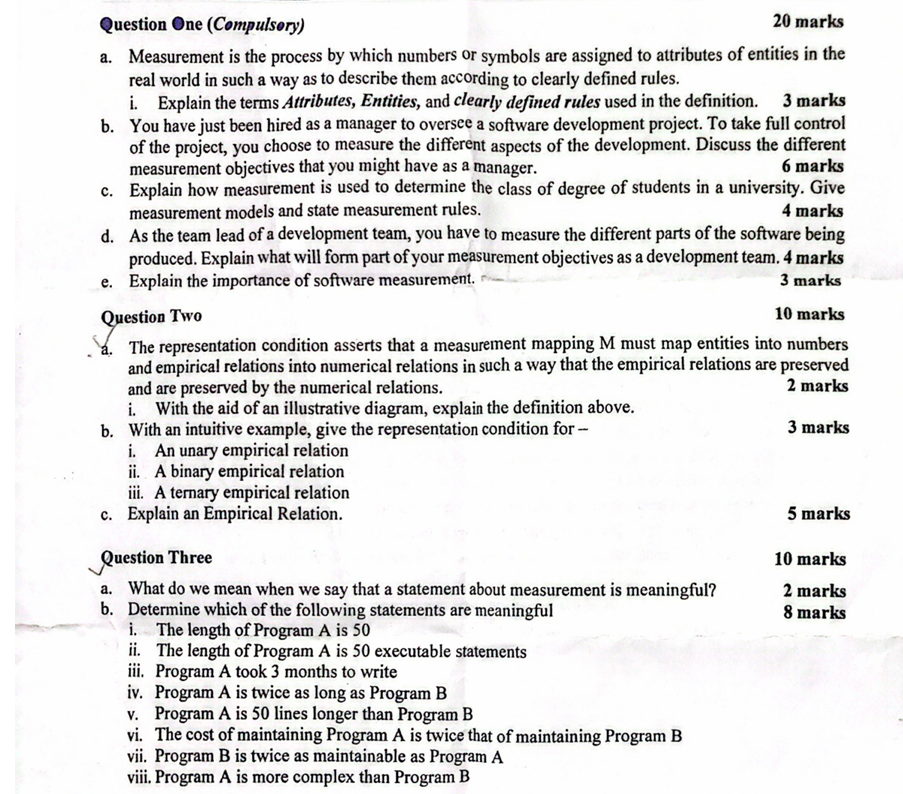 Question One (Compulsory) 20 marks
a. Measurement is the process by which numbers or symbols are assigned to attributes of entities in the
real world in such a way as to describe them according to clearly defined rules.
i. Explain the terms Attributes, Entities, and clearly defined rules used in the definition. 3 marks
b. You have just been hired as a manager to oversee a software development project. To take full control
of the project, you choose to measure the different aspects of the development. Discuss the different
measurement objectives that you might have as a manager. 6 marks
c. Explain how measurement is used to determine the class of degree of students in a university. Give
measurement models and state measurement rules. 4 marks
d. As the team lead of a development team, you have to measure the different parts of the software being
produced. Explain what will form part of your measurement objectives as a development team. 4 marks
e. Explain the importance of software measurement. 3 marks
Question Two 10 marks
a. The representation condition asserts that a measurement mapping M must map entities into numbers
and empirical relations into numerical relations in such a way that the empirical relations are preserved
and are preserved by the numerical relations. 2 marks
i. With the aid of an illustrative diagram, explain the definition above.
b. With an intuitive example, give the representation condition for – 3 marks
i. An unary empirical relation
ii. A binary empirical relation
iii. A ternary empirical relation
c. Explain an Empirical Relation. 5 marks
Question Three 10 marks
a. What do we mean when we say that a statement about measurement is meaningful? 2 marks
b. Determine which of the following statements are meaningful 8 marks
i. The length of Program A is 50
ii. The length of Program A is 50 executable statements
iii. Program A took 3 months to write
iv. Program A is twice as long as Program B
v. Program A is 50 lines longer than Program B
vi. The cost of maintaining Program A is twice that of maintaining Program B
vii. Program B is twice as maintainable as Program A
viii. Program A is more complex than Program B